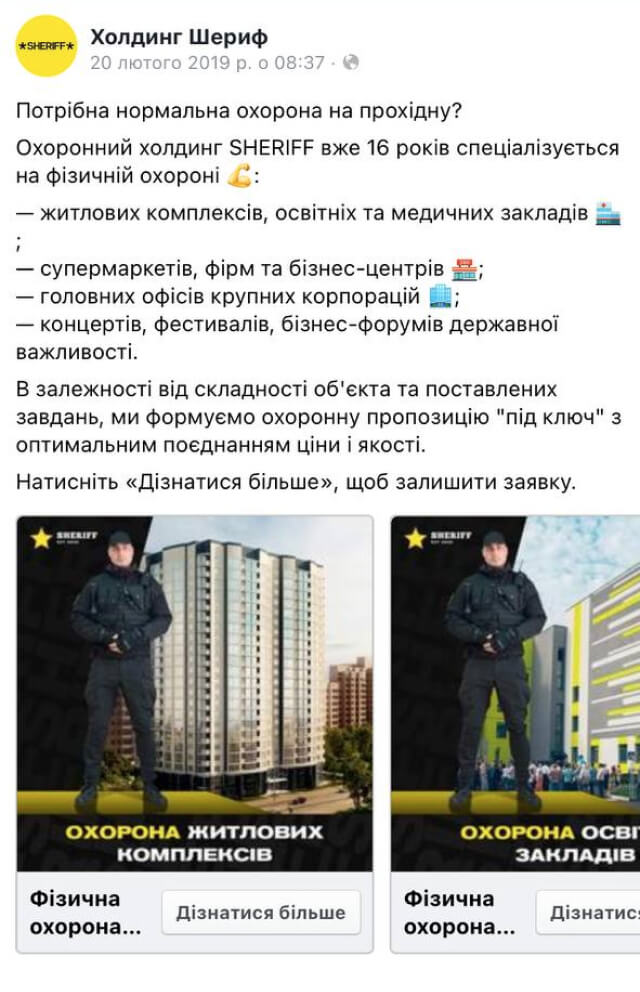 ★SHERIFF★
Холдинг Шериф
20 лютого 2019 р. о 08:37 ·
Потрібна нормальна охорона на прохідну?
Охоронний холдинг SHERIFF вже 16 років спеціалізується
на фізичній охороні 💪:
— житлових комплексів, освітніх та медичних закладів 🏥
;
— супермаркетів, фірм та бізнес-центрів 🏪;
— головних офісів крупних корпорацій 🏢;
— концертів, фестивалів, бізнес-форумів державної
важливості.
В залежності від складності об'єкта та поставлених
завдань, ми формуємо охоронну пропозицію "під ключ" з
оптимальним поєднанням ціни і якості.
Натисніть «Дізнатися більше», щоб залишити заявку.
SHERIFF
ОХОРОНА ЖИТЛОВИХ
КОМПЛЕКСІВ
Фізична
охорона...
Дізнатися більше
SHERIFF
ОХОРОНА ОСВІ
ЗАКЛАДІВ
Фізична
охорона...
Дізнатис